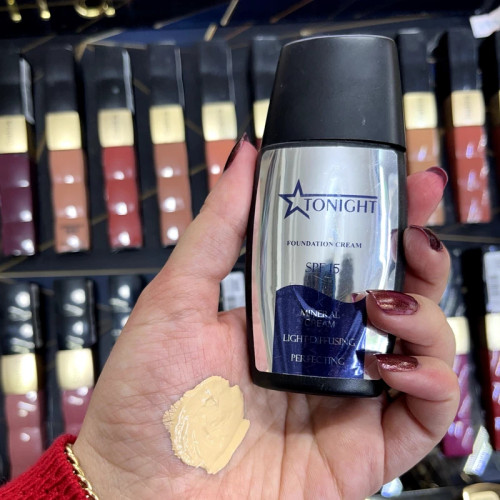 TONIGHT
FOUNDATION CREAM
SPF 15
MINERAL
CREAM
LIGHT DIFFUSING
PERFECTING